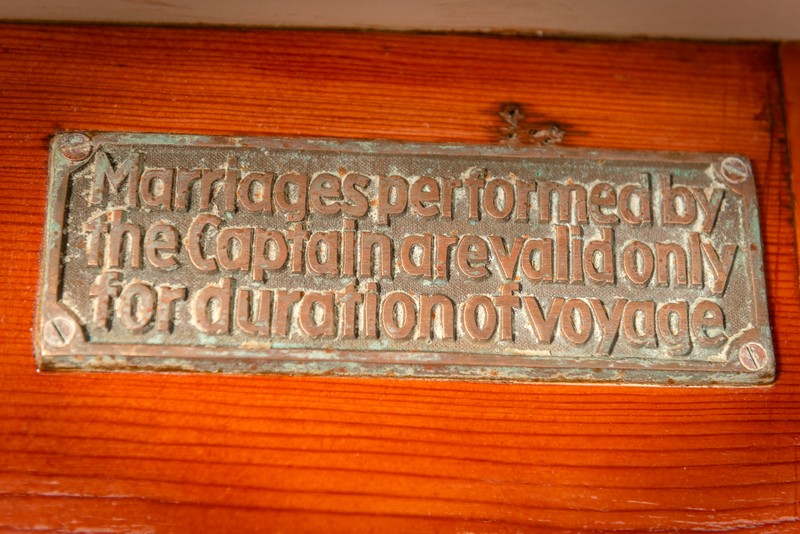 Marriages performed by
the Captain are valid only
for duration of voyage